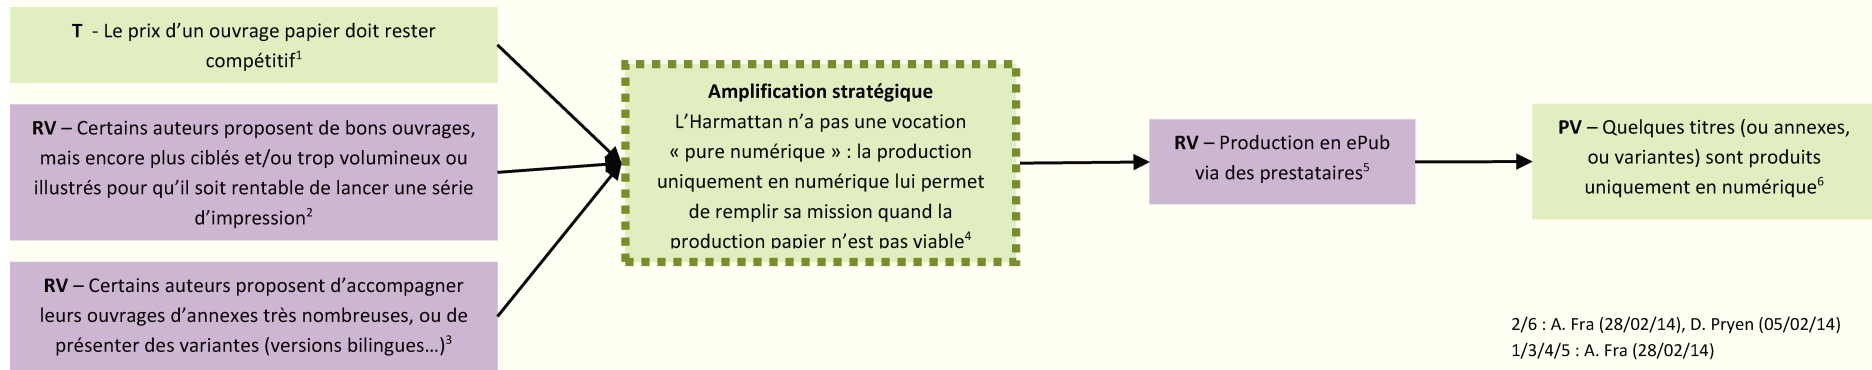 T - Le prix d’un ouvrage papier doit rester
compétitif1
RV – Certains auteurs proposent de bons ouvrages,
mais encore plus ciblés et/ou trop volumineux ou
illustrés pour qu’il soit rentable de lancer une série
d’impression2
RV – Certains auteurs proposent d’accompagner
leurs ouvrages d’annexes très nombreuses, ou de
présenter des variantes (versions bilingues…)3
Amplification stratégique
L’Harmattan n’a pas une vocation
« pure numérique » : la production
uniquement en numérique lui permet
de remplir sa mission quand la
production papier n’est pas viable4
RV – Production en ePub
via des prestataires5
PV – Quelques titres (ou annexes,
ou variantes) sont produits
uniquement en numérique6
2/6 : A. Fra (28/02/14), D. Pryen (05/02/14)
1/3/4/5 : A. Fra (28/02/14)